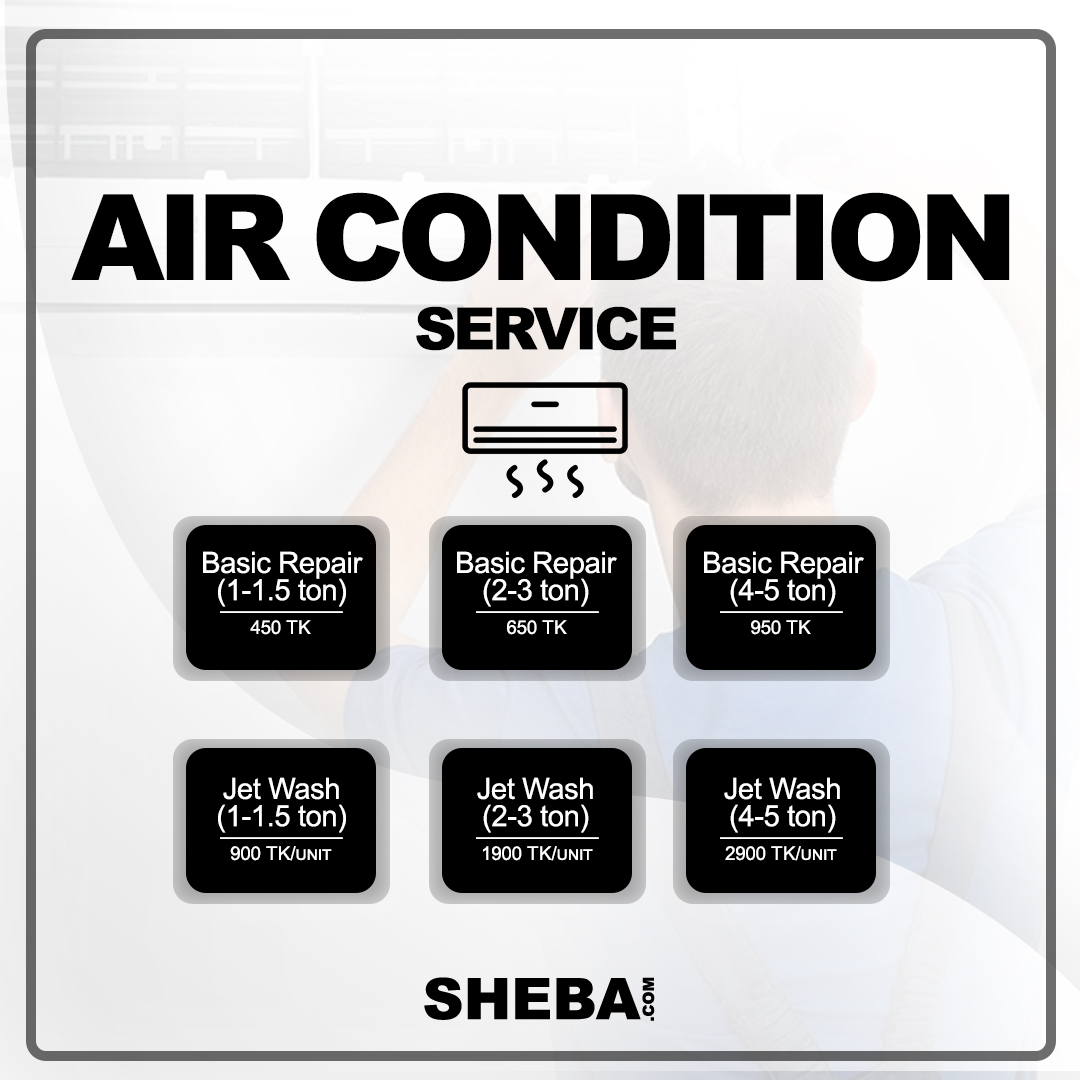 AIR CONDITION
SERVICE
Basic Repair
(1-1.5 ton)
450 TK
Basic Repair
(2-3 ton)
650 TK
Basic Repair
(4-5 ton)
950 TK
Jet Wash
(1-1.5 ton)
900 TK/UNIT
Jet Wash
(2-3 ton)
1900 TK/UNIT
Jet Wash
(4-5 ton)
2900 TK/UNIT
SHEBA.COM